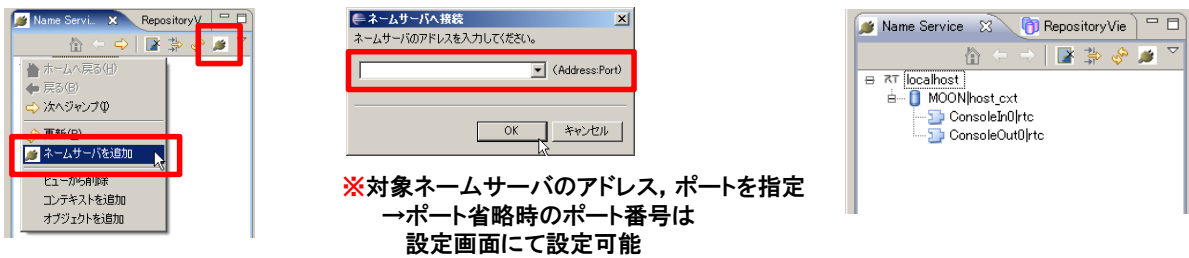 Name Servi..
RepositoryV
ホームへ戻る(H)
戻る(B)
次へジャンプ(I)
更新(R)
ネームサーバを追加
ビューから削除
コンテキストを追加
オブジェクトを追加
ネームサーバへ接続
ネームサーバのアドレスを入力してください。
(Address:Port)
OK
キャンセル
※対象ネームサーバのアドレス, ポートを指定
→ポート省略時のポート番号は
設定画面にて設定可能
Name Service
RepositoryVie
RT localhost
MOON|host_cxt
ConsoleIn0|rtc
ConsoleOut0|rtc